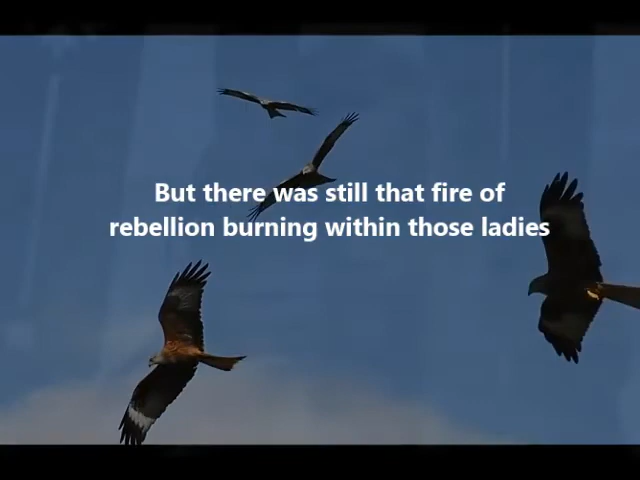 But there was still that fire of
rebellion burning within those ladies